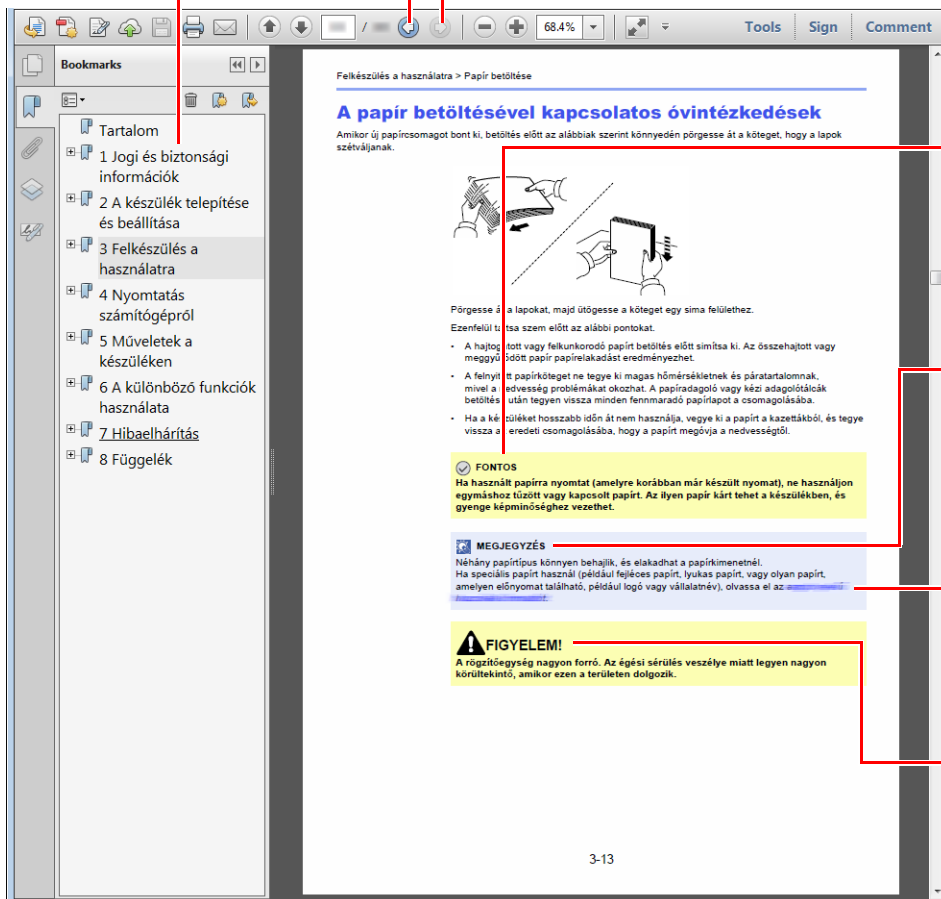 /
68.4%
Tools
Sign
Comment
Bookmarks
Tartalom
1 Jogi és biztonsági
információk
2 A készülék telepítése
és beállítása
3 Felkészülés a
használatra
4 Nyomtatás
számítógépről
5 Műveletek a
készüléken
6 A különböző funkciók
használata
7 Hibaelhárítás
8 Függelék
Felkészülés a használatra > Papír betöltése
A papír betöltésével kapcsolatos óvintézkedések
Amikor új papírcsomagot bont ki, betöltés előtt az alábbiak szerint könnyedén pörgesse át a köteget, hogy a lapok
szétváljanak.
Pörgesse át a lapokat, majd ütögesse a köteget egy sima felülethez.
Ezenfelül tartsa szem előtt az alábbi pontokat.
• A hajtogatott vagy felkunkorodó papírt betöltés előtt simítsa ki. Az összehajtott vagy
meggyűrődött papír papírelakadást eredményezhet.
• A felnyitott papírköteget ne tegye ki magas hőmérsékletnek és páratartalomnak,
mivel a nedvesség problémákat okozhat. A papíradagoló vagy kézi adagolótálcák
betöltése után tegyen vissza minden fennmaradó papírlapot a csomagolásába.
• Ha a készüléket hosszabb időn át nem használja, vegye ki a papírt a kazettákból, és tegye
vissza az eredeti csomagolásába, hogy a papírt megóvja a nedvességtől.
FONTOS
Ha használt papírra nyomtat (amelyre korábban már készült nyomat), ne használjon
egymáshoz tűzött vagy kapcsolt papírt. Az ilyen papír kárt tehet a készülékben, és
gyenge képminőséghez vezethet.
MEGJEGYZÉS
Néhány papírtípus könnyen behajlik, és elakadhat a papírkimenetnél.
Ha speciális papírt használ (például fejléces papírt, lyukas papírt, vagy olyan papírt,
amelyen előnyomat található, például logó vagy vállalatnév), olvassa el az
FIGYELEM!
A rögzítőegység nagyon forró. Az égési sérülés veszélye miatt legyen nagyon
körültekintő, amikor ezen a területen dolgozik.
3-13